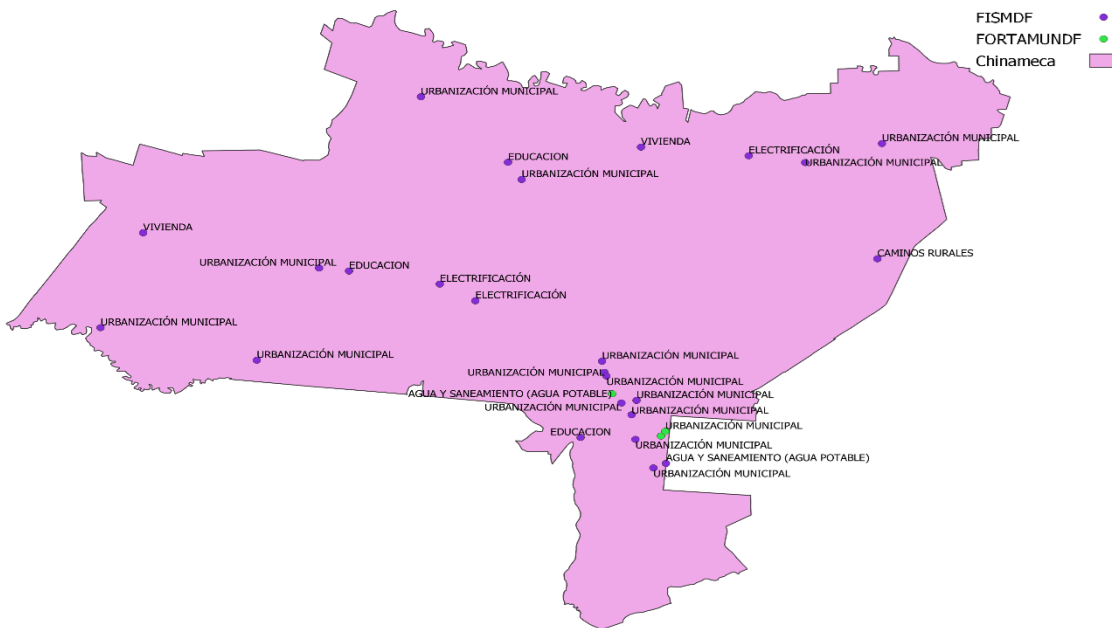 FISMDF
FORTAMUNDF
Chinameca
URBANIZACIÓN MUNICIPAL
URBANIZACIÓN MUNICIPAL
VIVIENDA
ELECTRIFICACIÓN
EDUCACION
URBANIZACIÓN MUNICIPAL
URBANIZACIÓN MUNICIPAL
VIVIENDA
CAMINOS RURALES
URBANIZACIÓN MUNICIPAL
EDUCACION
ELECTRIFICACIÓN
ELECTRIFICACIÓN
URBANIZACIÓN MUNICIPAL
URBANIZACIÓN MUNICIPAL
URBANIZACIÓN MUNICIPAL
URBANIZACIÓN MUNICIPAL
URBANIZACIÓN MUNICIPAL
AGUA Y SANEAMIENTO (AGUA POTABLE)
URBANIZACIÓN MUNICIPAL
URBANIZACIÓN MUNICIPAL
URBANIZACIÓN MUNICIPAL
URBANIZACIÓN MUNICIPAL
EDUCACION
URBANIZACIÓN MUNICIPAL
AGUA Y SANEAMIENTO (AGUA POTABLE)
URBANIZACIÓN MUNICIPAL